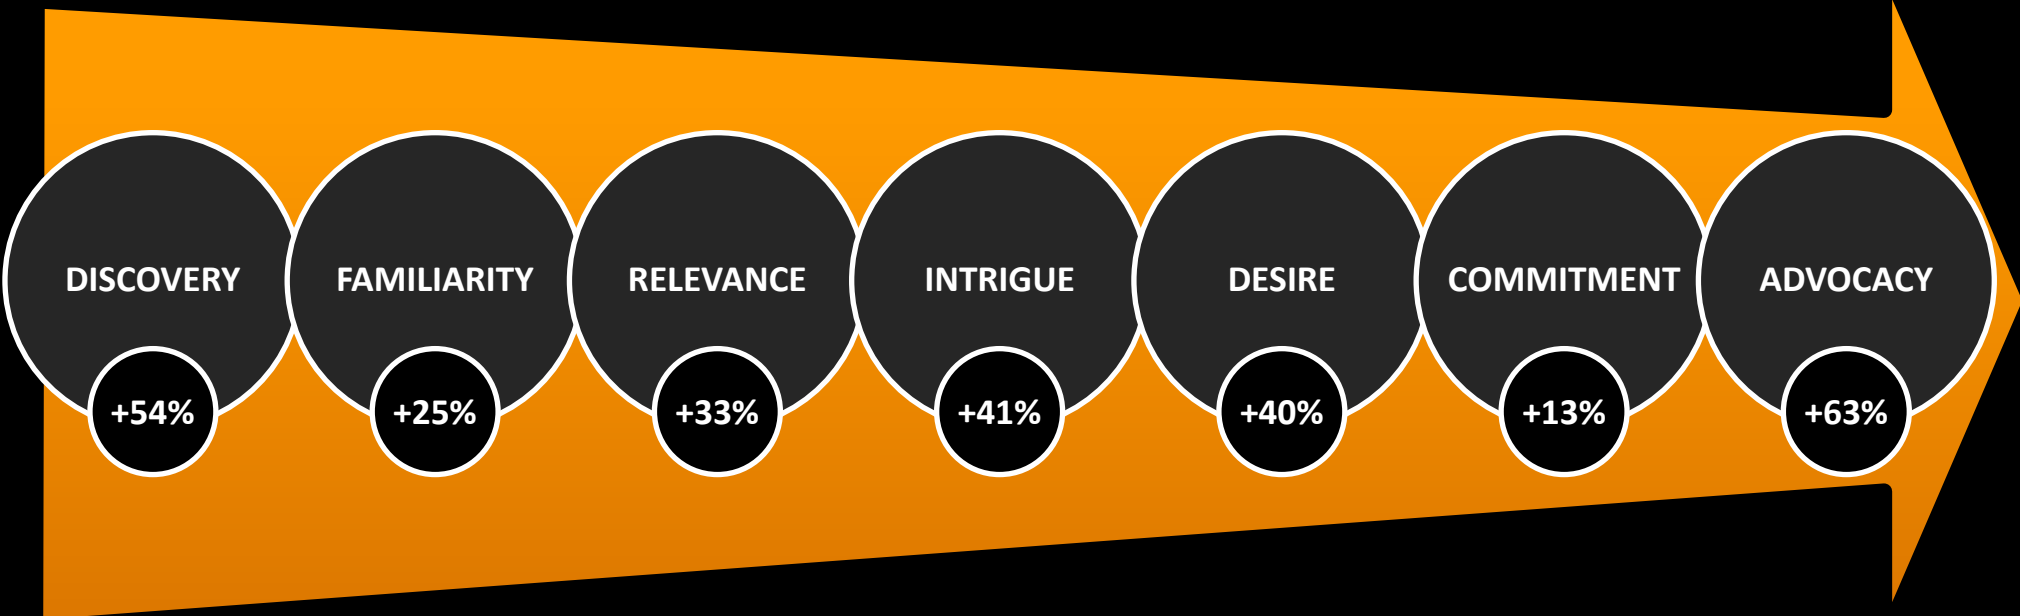 DISCOVERY
FAMILIARITY
RELEVANCE
INTRIGUE
DESIRE
COMMITMENT
ADVOCACY
+54%
+25%
+33%
+41%
+40%
+13%
+63%